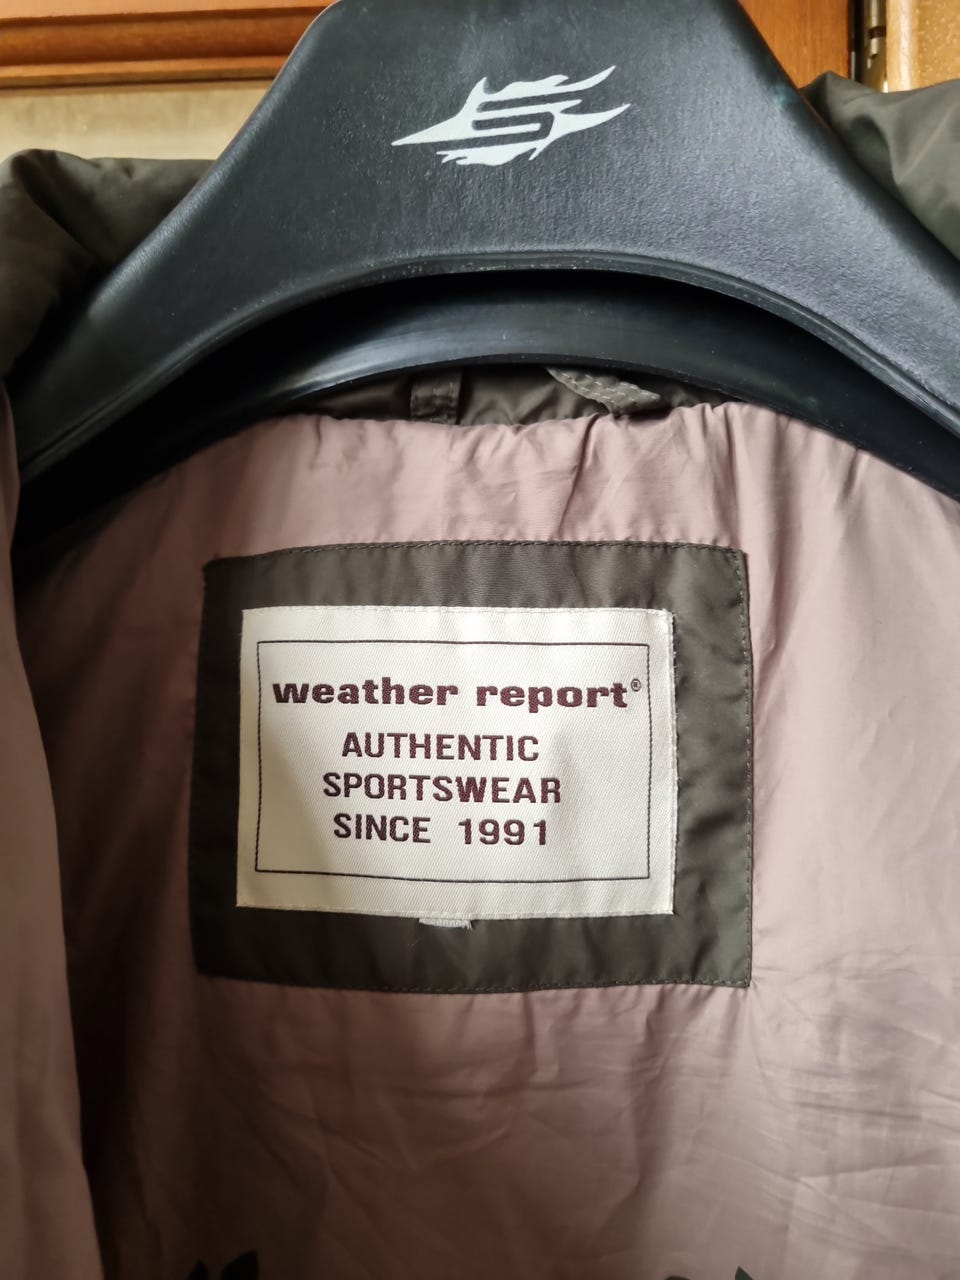 weather report®
AUTHENTIC
SPORTSWEAR
SINCE 1991